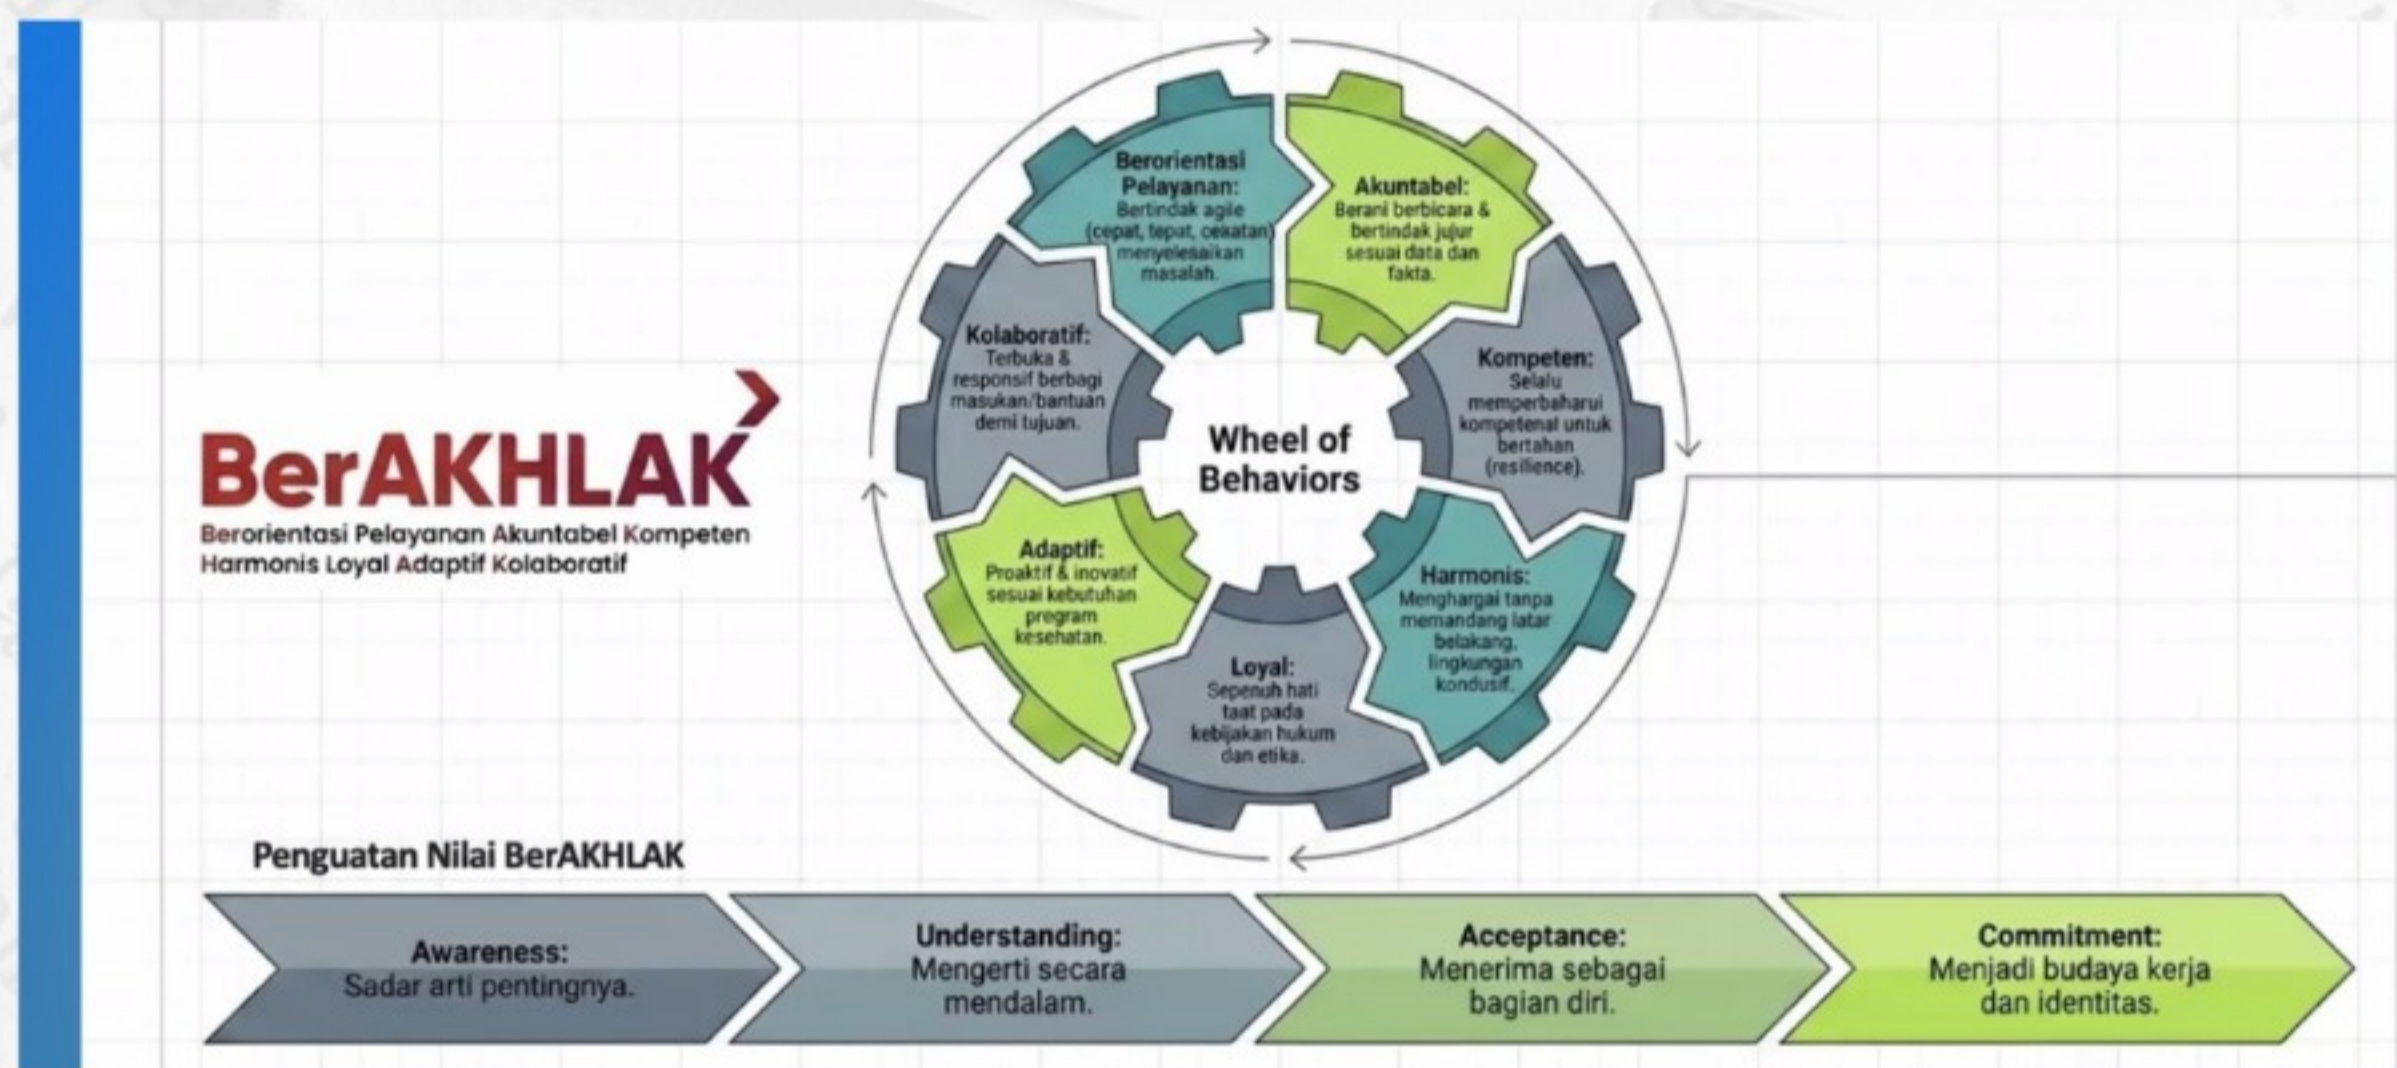 BerAKHLAK
Berorientasi Pelayanan Akuntabel Kompeten
Harmonis Loyal Adaptif Kolaboratif
Wheel of
Behaviors
Berorientasi
Pelayanan:
Bertindak agile
(cepat, tepat, cekatan)
menyelesaikan
masalah.
Akuntabel:
Berani berbicara &
bertindak jujur
sesuai data dan
fakta.
Kompeten:
Selalu
memperbaharui
kompetenal untuk
bertahan
(resilience).
Harmonis:
Menghargai tanpa
memandang latar
belakang,
lingkungan
kondusif.
Loyal:
Sepenuh hati
taat pada
kebijakan hukum
dan etika.
Adaptif:
Proaktif & inovatif
sesuai kebutuhan
pregram
kesehatan.
Kolaboratif:
Terbuka &
responsif berbagi
masukan/bantuan
demi tujuan.
Penguatan Nilai BerAKHLAK
Awareness:
Sadar arti pentingnya.
Understanding:
Mengerti secara
mendalam.
Acceptance:
Menerima sebagai
bagian diri.
Commitment:
Menjadi budaya kerja
dan identitas.